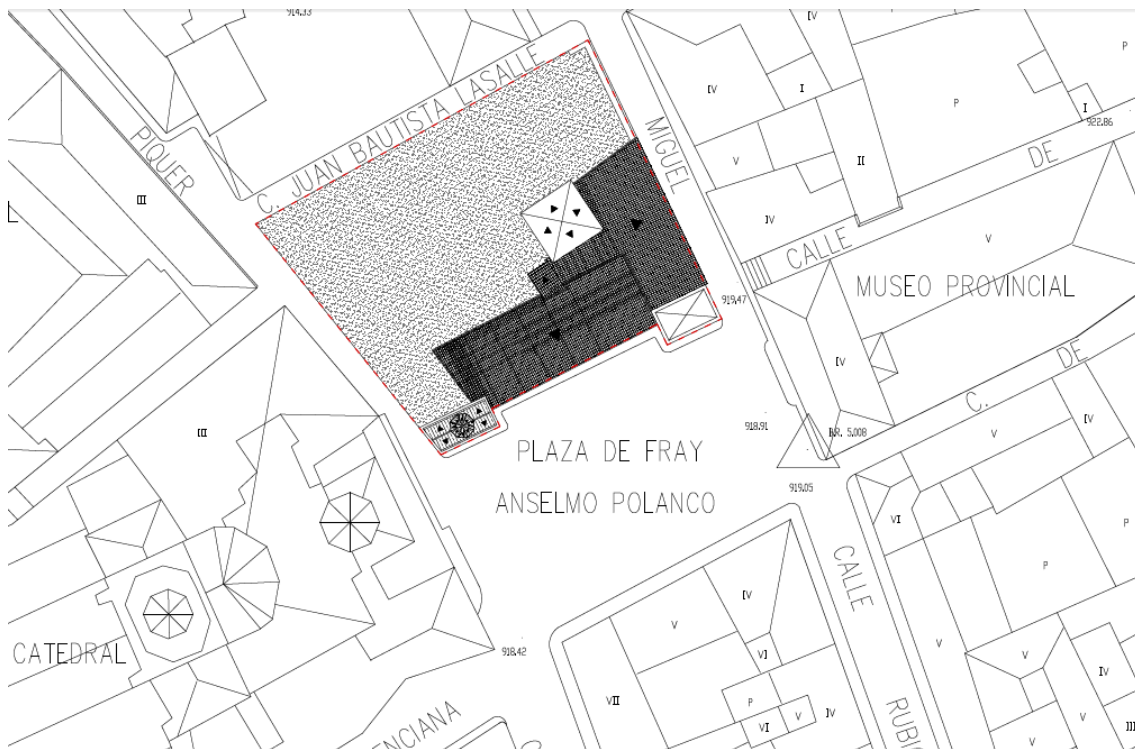 914.33
IV
P
C. JUAN BAUTISTA LASALLE
IV
I
I
922.86
PIQUER
MIGUEL
P
V
II
DE
III
IV
CALLE
V
MUSEO PROVINCIAL
919.47
IV
DE
C.
III
918.91
B.R. 5.008
V
IV
PLAZA DE FRAY
ANSELMO POLANCO
919.05
VI
P
P
CALLE
IV
V
CATEDRAL
918.42
VI
V
V
IV
VII
P
V
IV
VI
V
V
III
ENCIANA
RUBIO